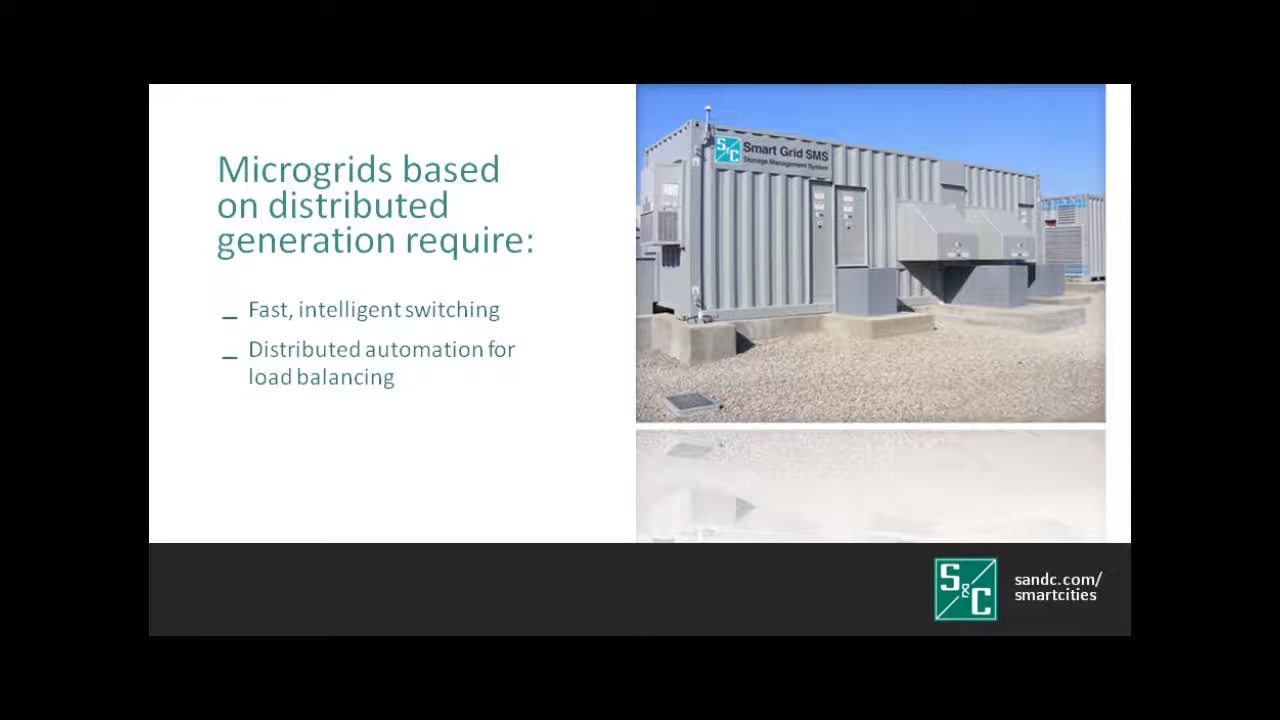 Microgrids based
on distributed
generation require:
_ Fast, intelligent switching
_ Distributed automation for
load balancing
S&C Smart Grid SMS
Storage Management System
S&C
sandc.com/
smartcities